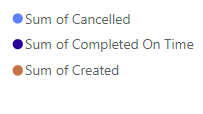 Sum of Cancelled
Sum of Completed On Time
Sum of Created